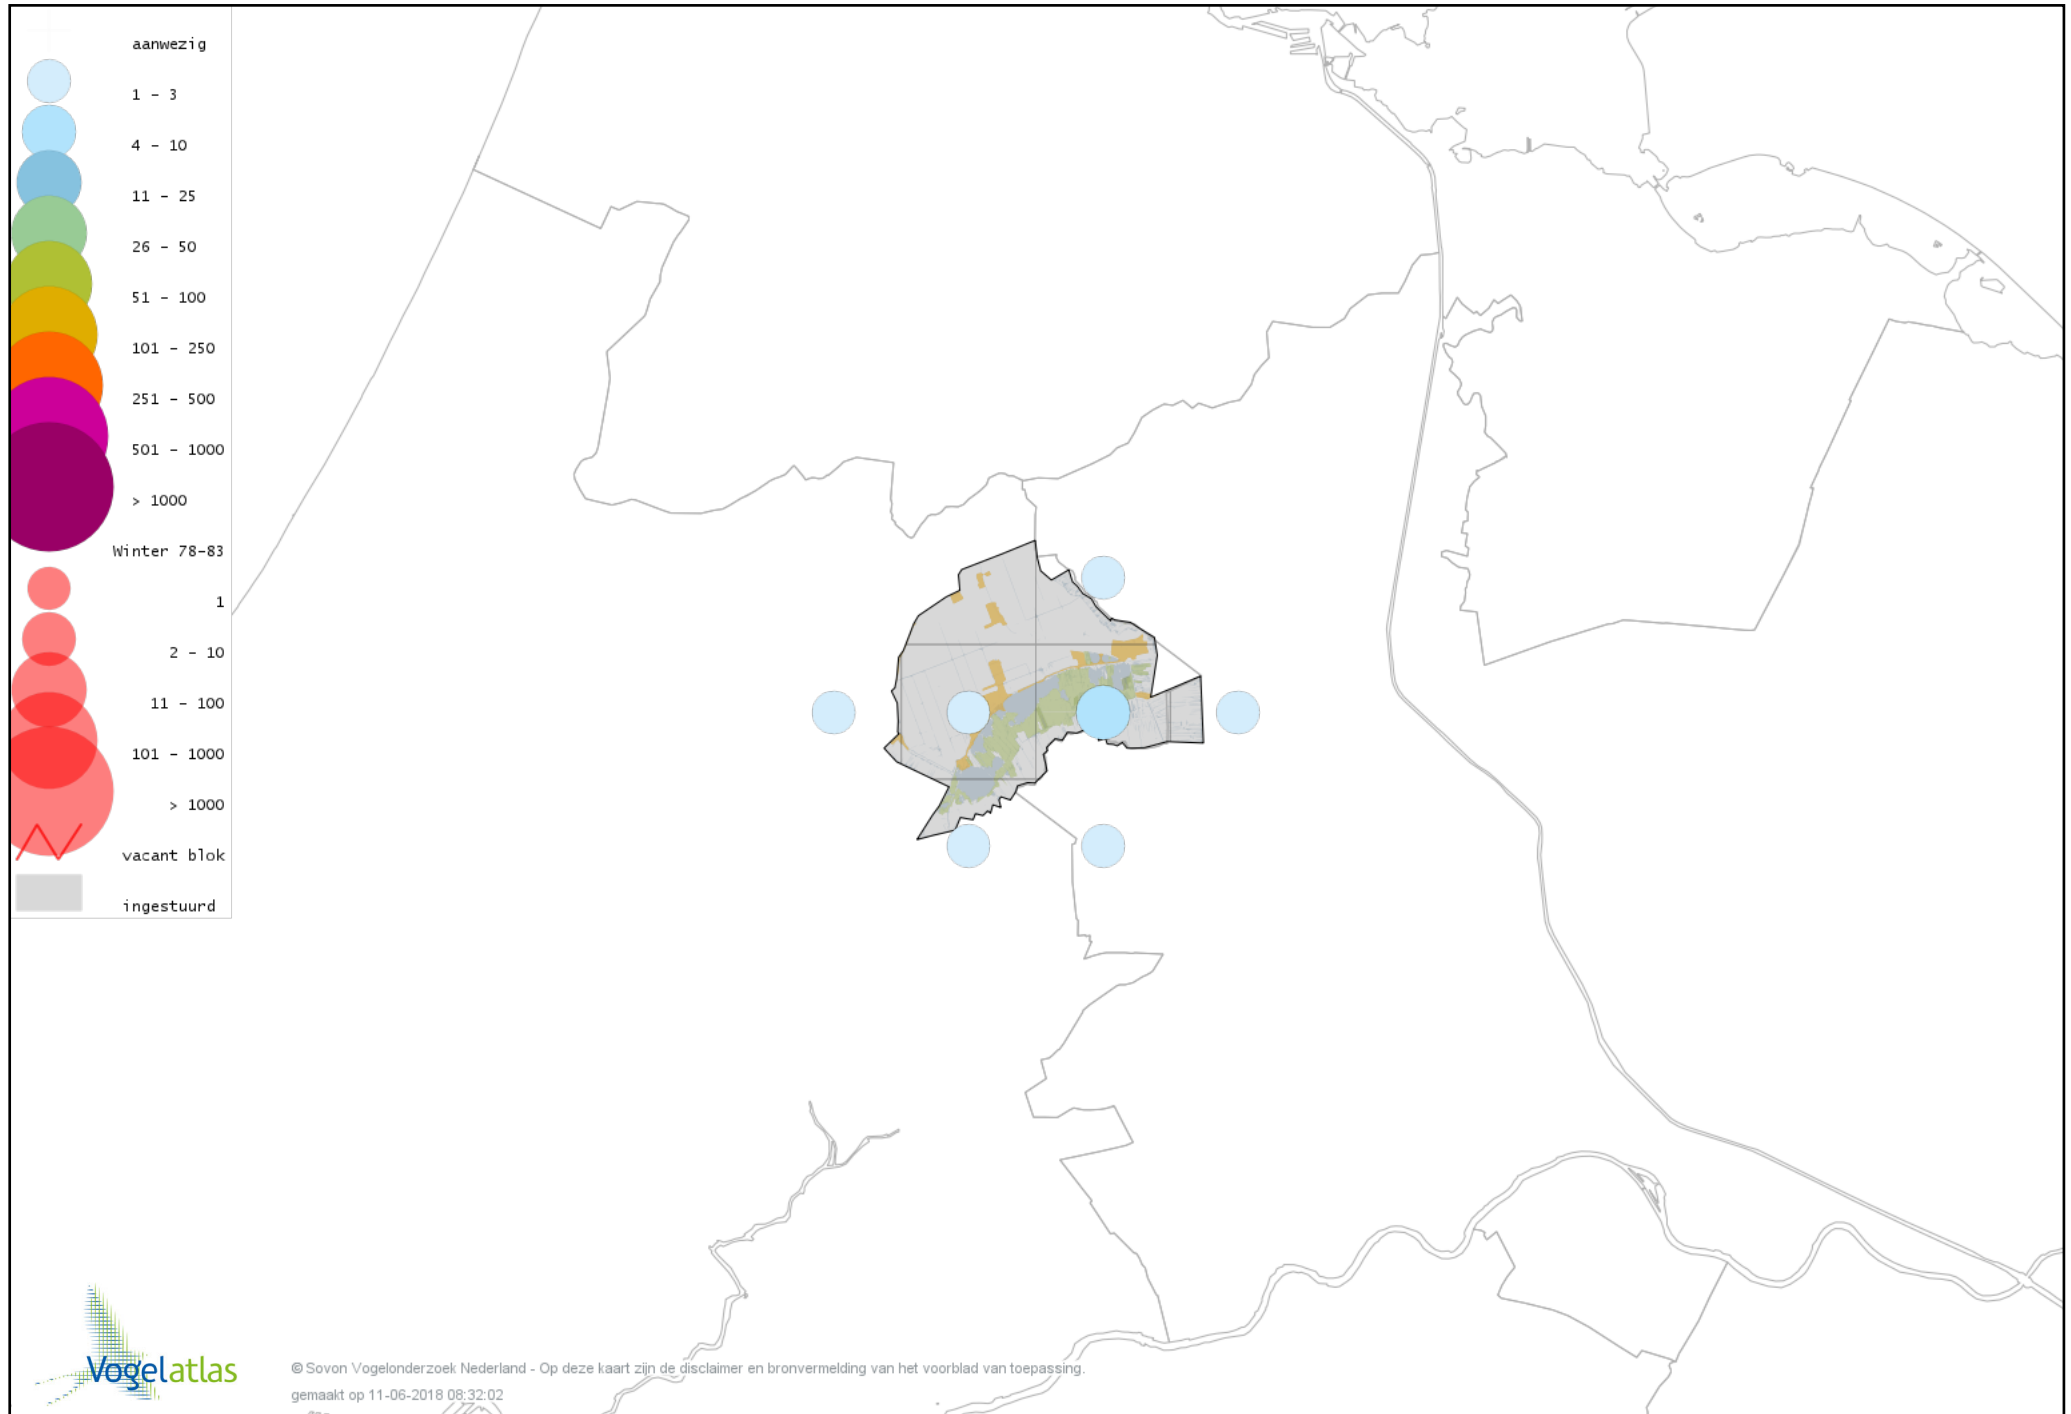 aanwezig
1 - 3
4 - 10
11 - 25
26 - 50
51 - 100
101 - 250
251 - 500
501 - 1000
> 1000
Winter 78-83
1
2 - 10
11 - 100
101 - 1000
> 1000
vacant blok
ingestuurd
Vogelatlas
© Sovon Vogelonderzoek Nederland - Op deze kaart zijn de disclaimer en bronvermelding van het voorblad van toepassing.
gemaakt op 11-06-2018 08:32:02